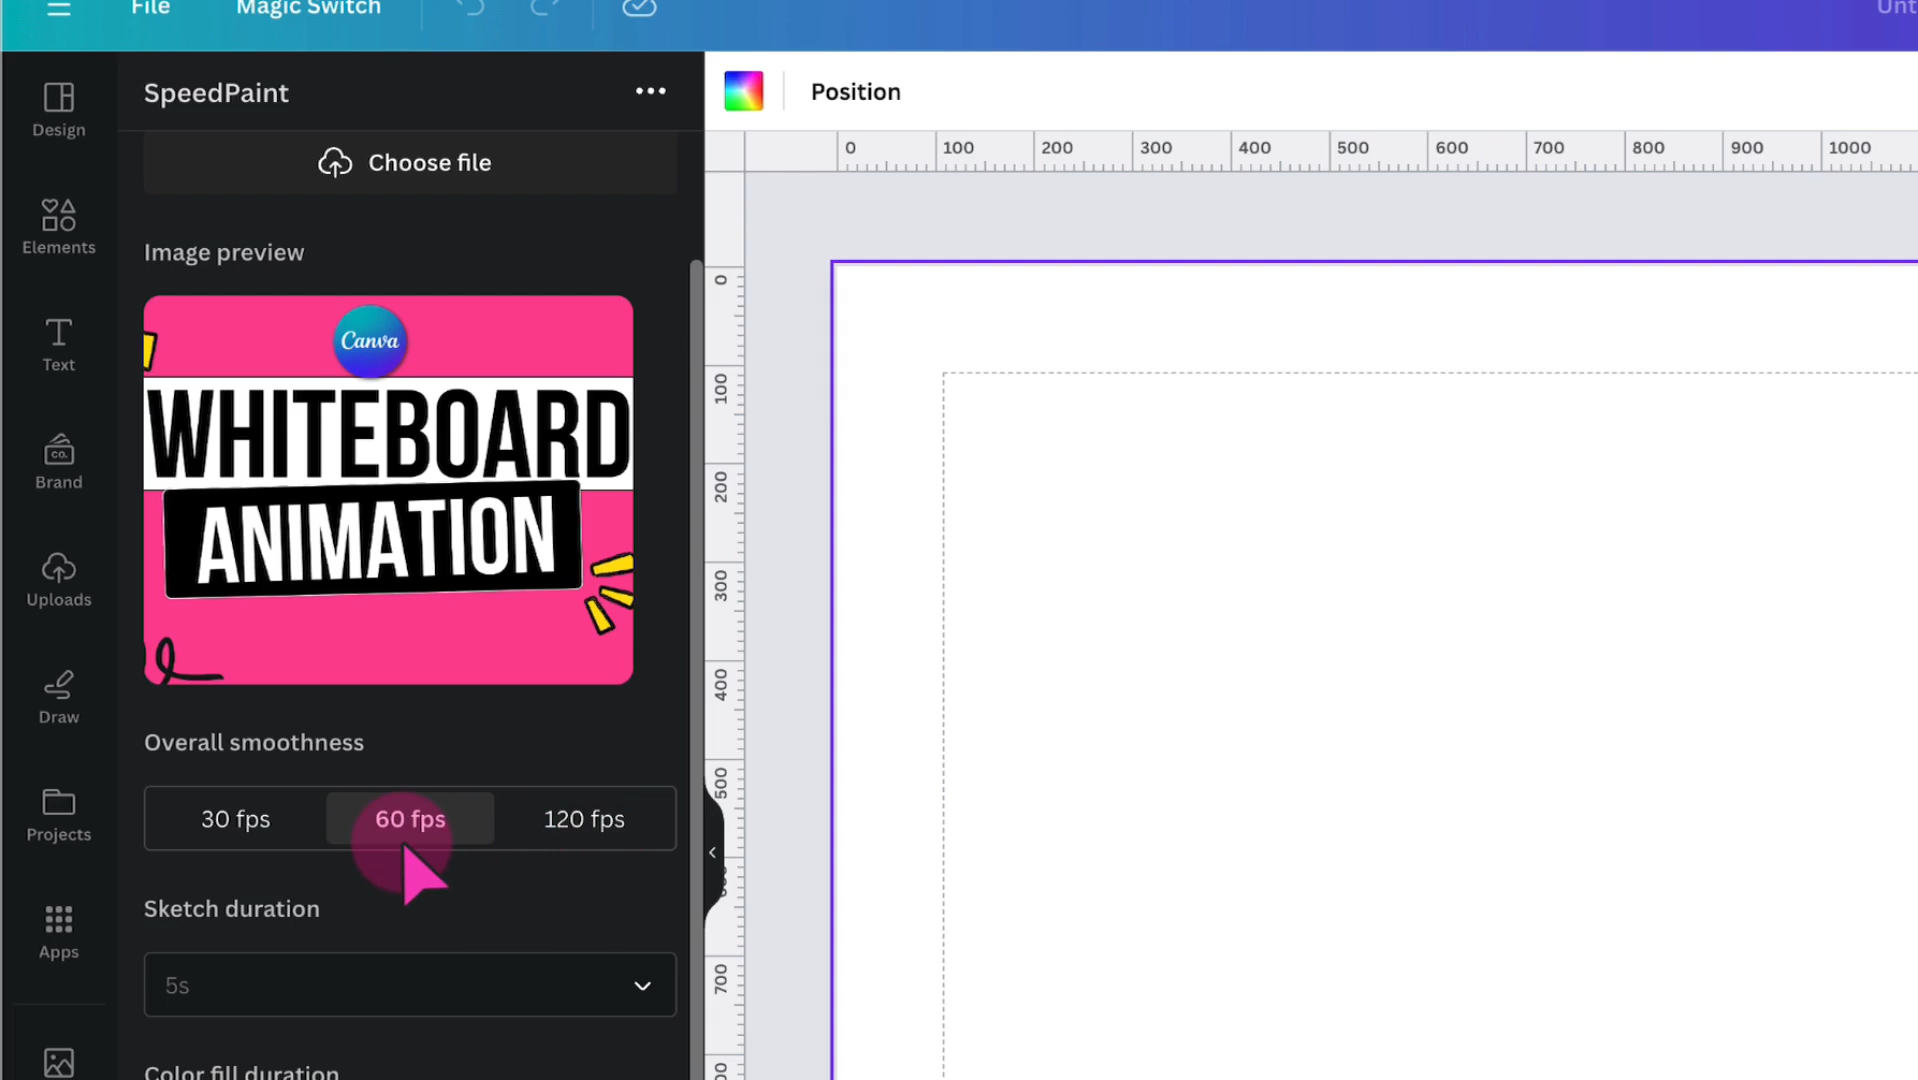 File
Magic Switch
Unt
SpeedPaint
Position
Choose file
0 100 200 300 400 500 600 700 800 900 1000
Design
Elements
Text
Brand
co.
Uploads
Draw
Projects
Apps
Image preview
Canva
WHITEBOARD
ANIMATION
Overall smoothness
30 fps
60 fps
120 fps
Sketch duration
5s
Color fill duration
0
100
200
300
400
500
700